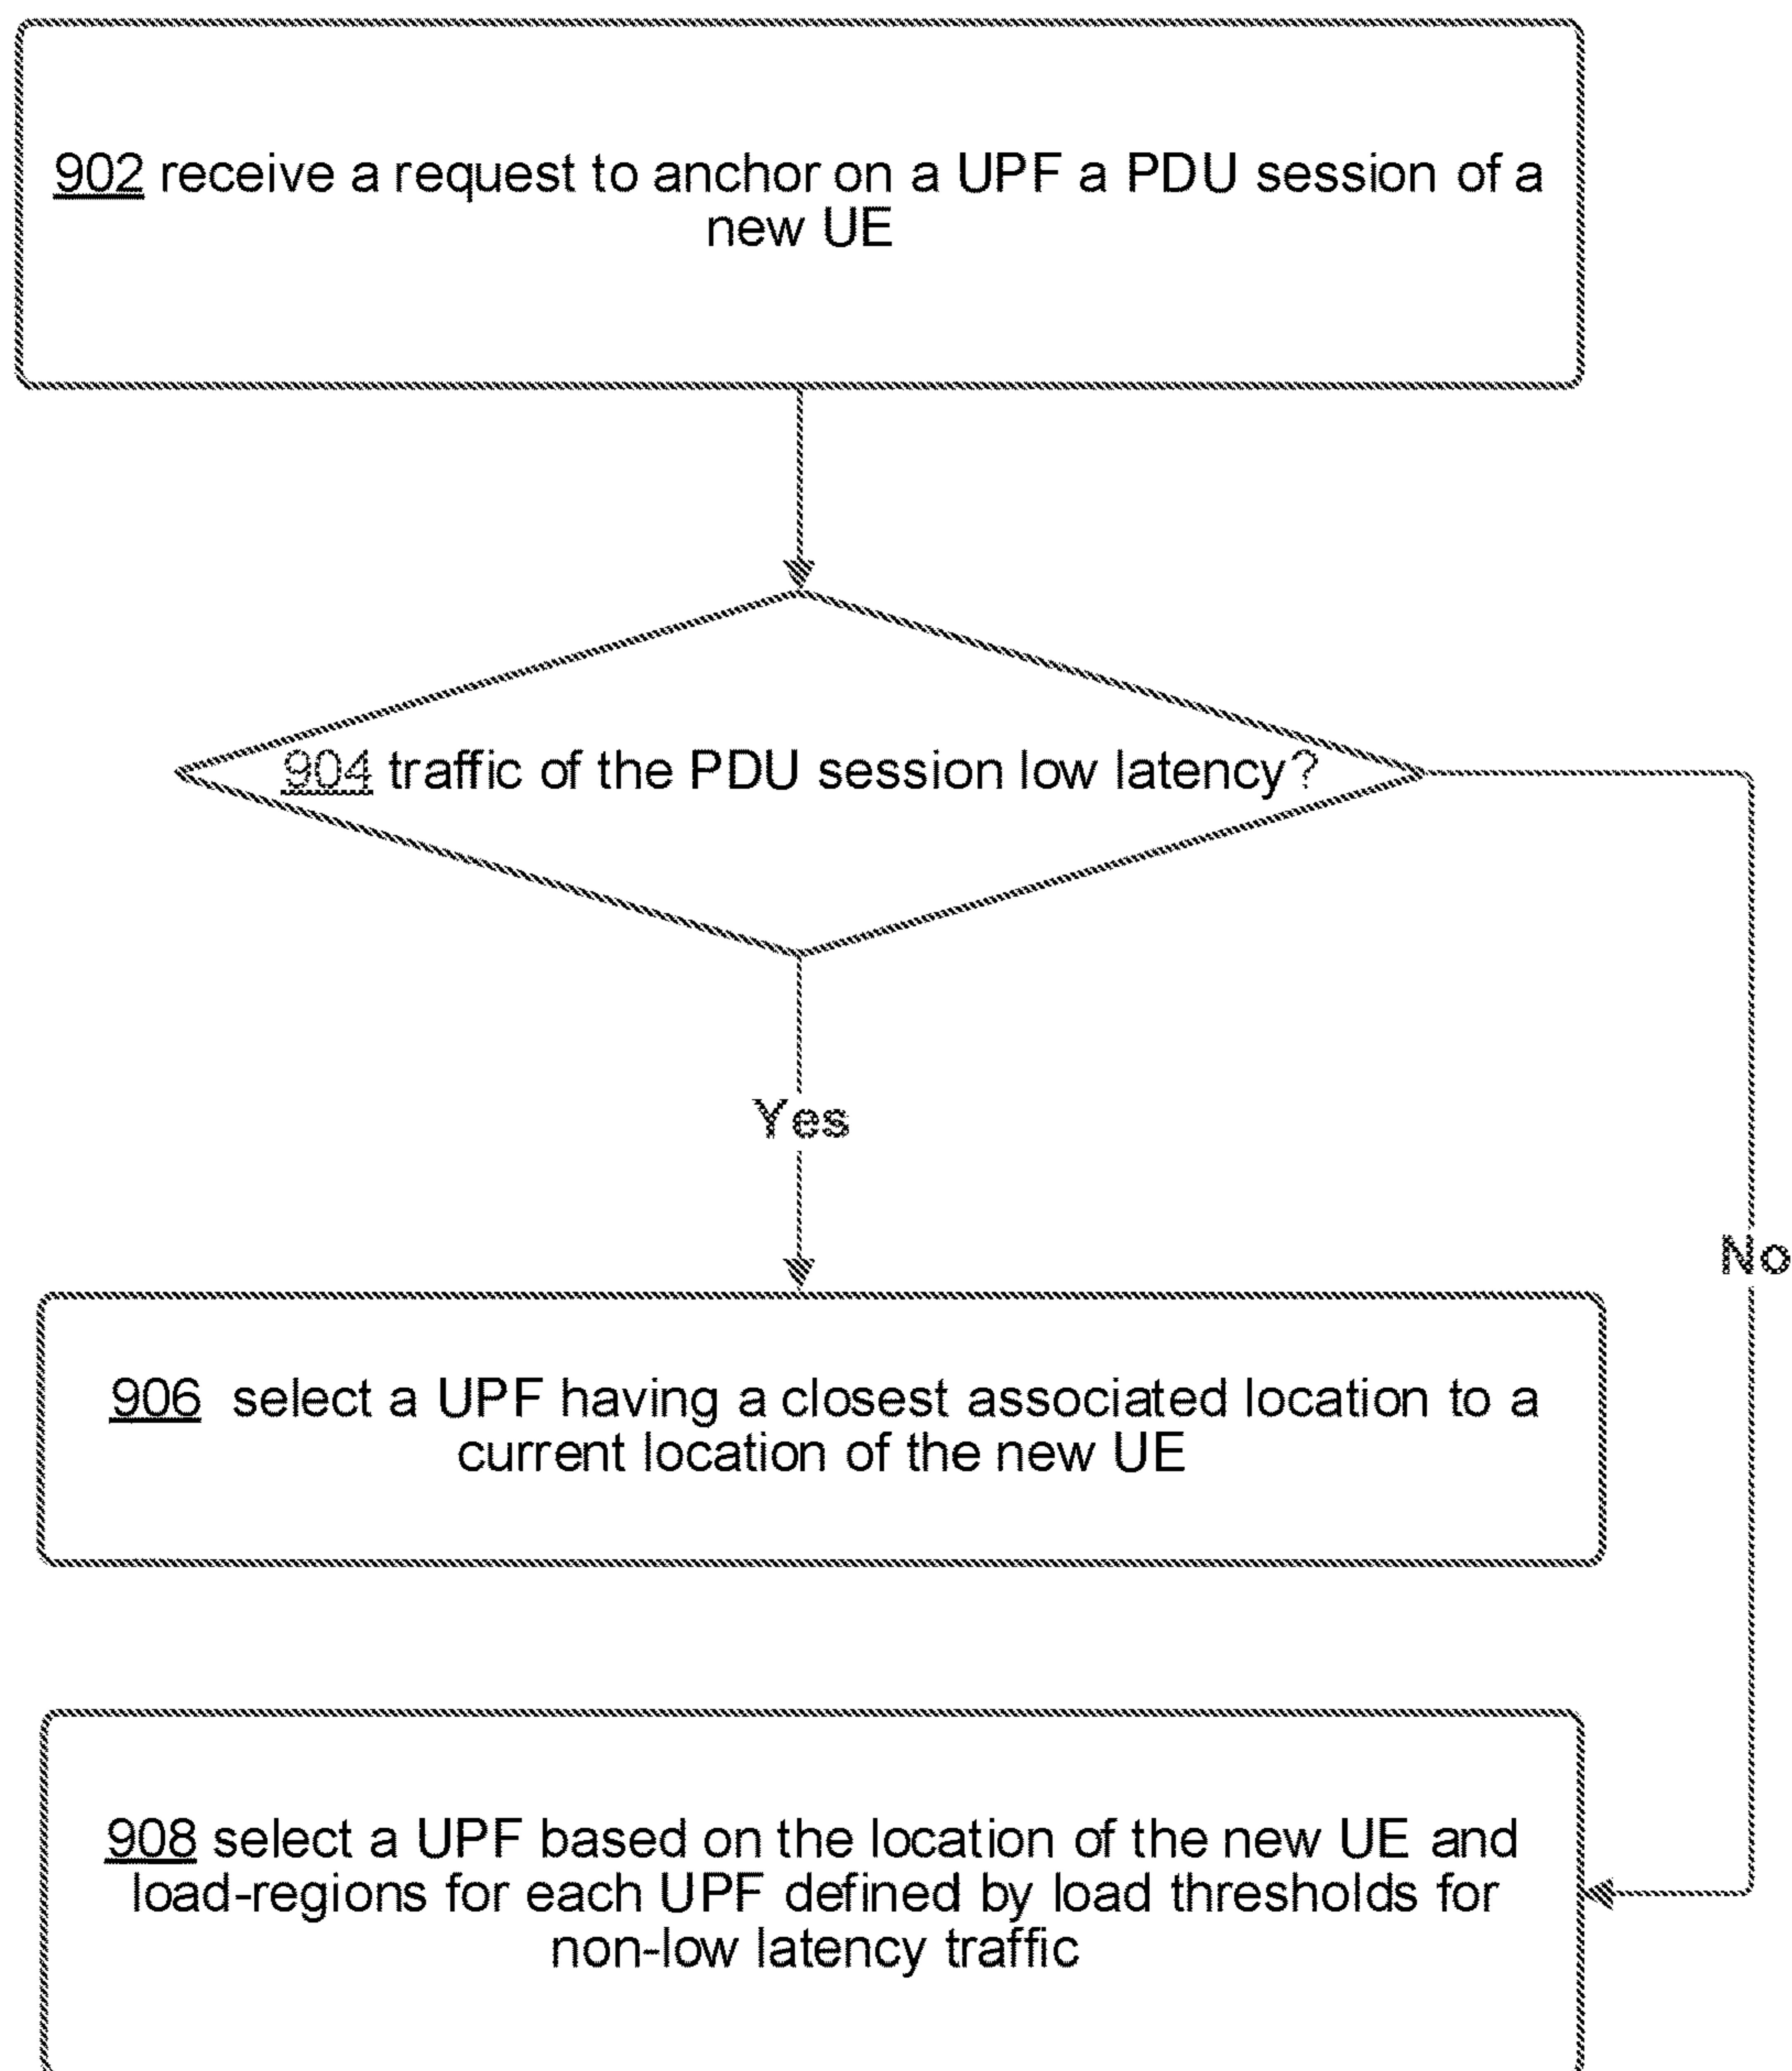 902 receive a request to anchor on a UPF a PDU session of a
new UE
904 traffic of the PDU session low latency?
Yes
No
906 select a UPF having a closest associated location to a
current location of the new UE
908 select a UPF based on the location of the new UE and
load-regions for each UPF defined by load thresholds for
non-low latency traffic